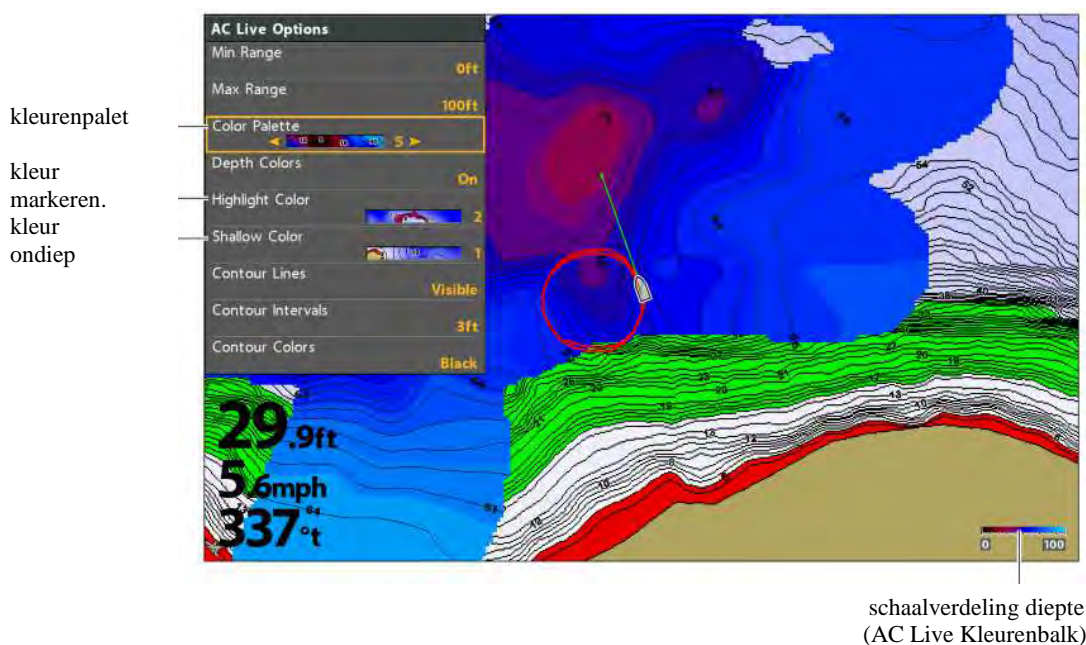 AC Live Options
Min Range
0ft
Max Range
100ft
kleurenpalet
Color Palette
5
Depth Colors
On
kleur
markeren.
kleur
ondiep
Highlight Color
2
Shallow Color
1
Contour Lines
Visible
Contour Intervals
3ft
Contour Colors
Black
29.9ft
5.6mph
337°t
0 100
schaalverdeling diepte
(AC Live Kleurenbalk)